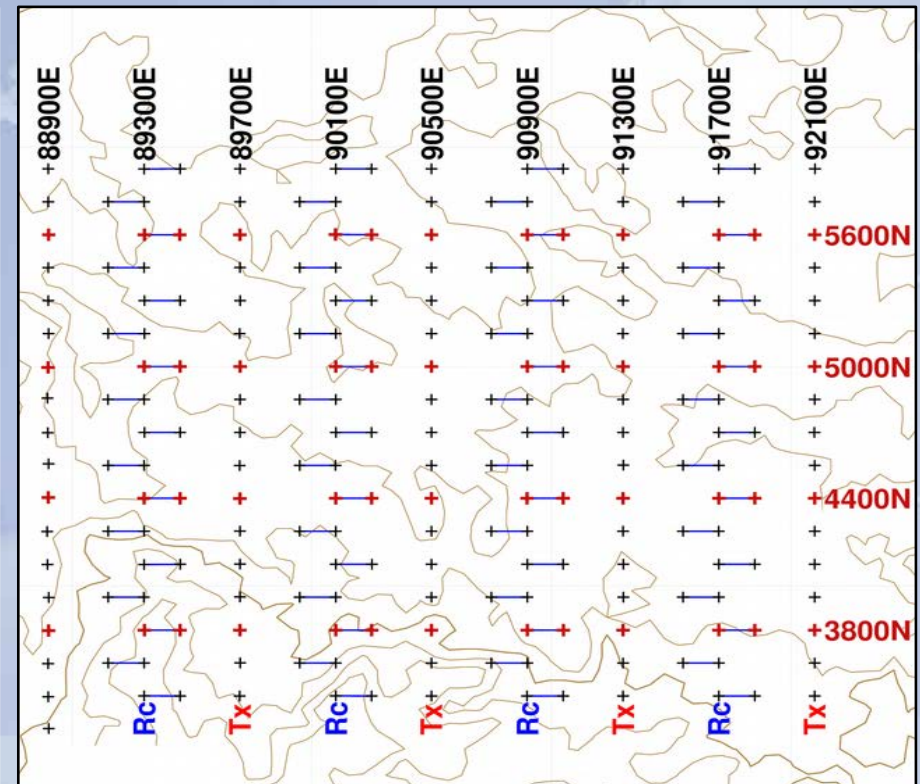 88900E
89300E
89700E
90100E
90500E
90900E
91300E
91700E
92100E
5600N
5000N
4400N
3800N
Rc
Tx
Rc
Tx
Rc
Tx
Rc
Tx